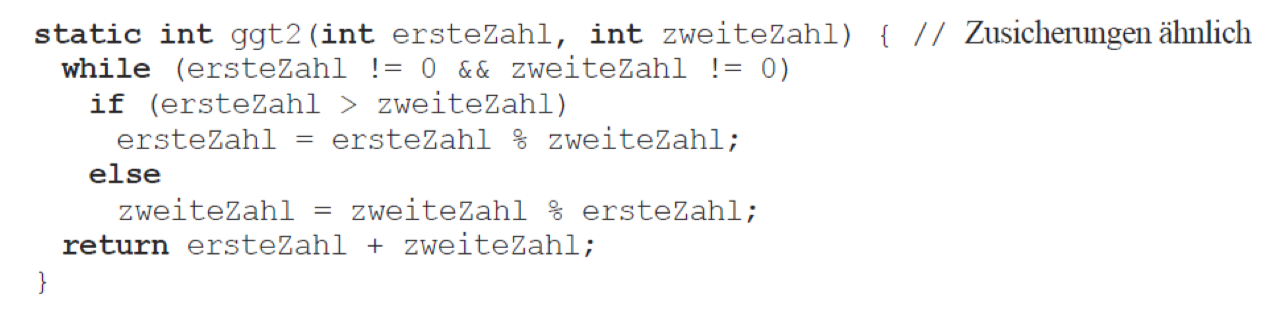 static int ggt2(int ersteZahl, int zweiteZahl) { // Zusicherungen ähnlich
while (ersteZahl != 0 && zweiteZahl != 0)
if (ersteZahl > zweiteZahl)
ersteZahl = ersteZahl % zweiteZahl;
else
zweiteZahl = zweiteZahl % ersteZahl;
return ersteZahl + zweiteZahl;
}